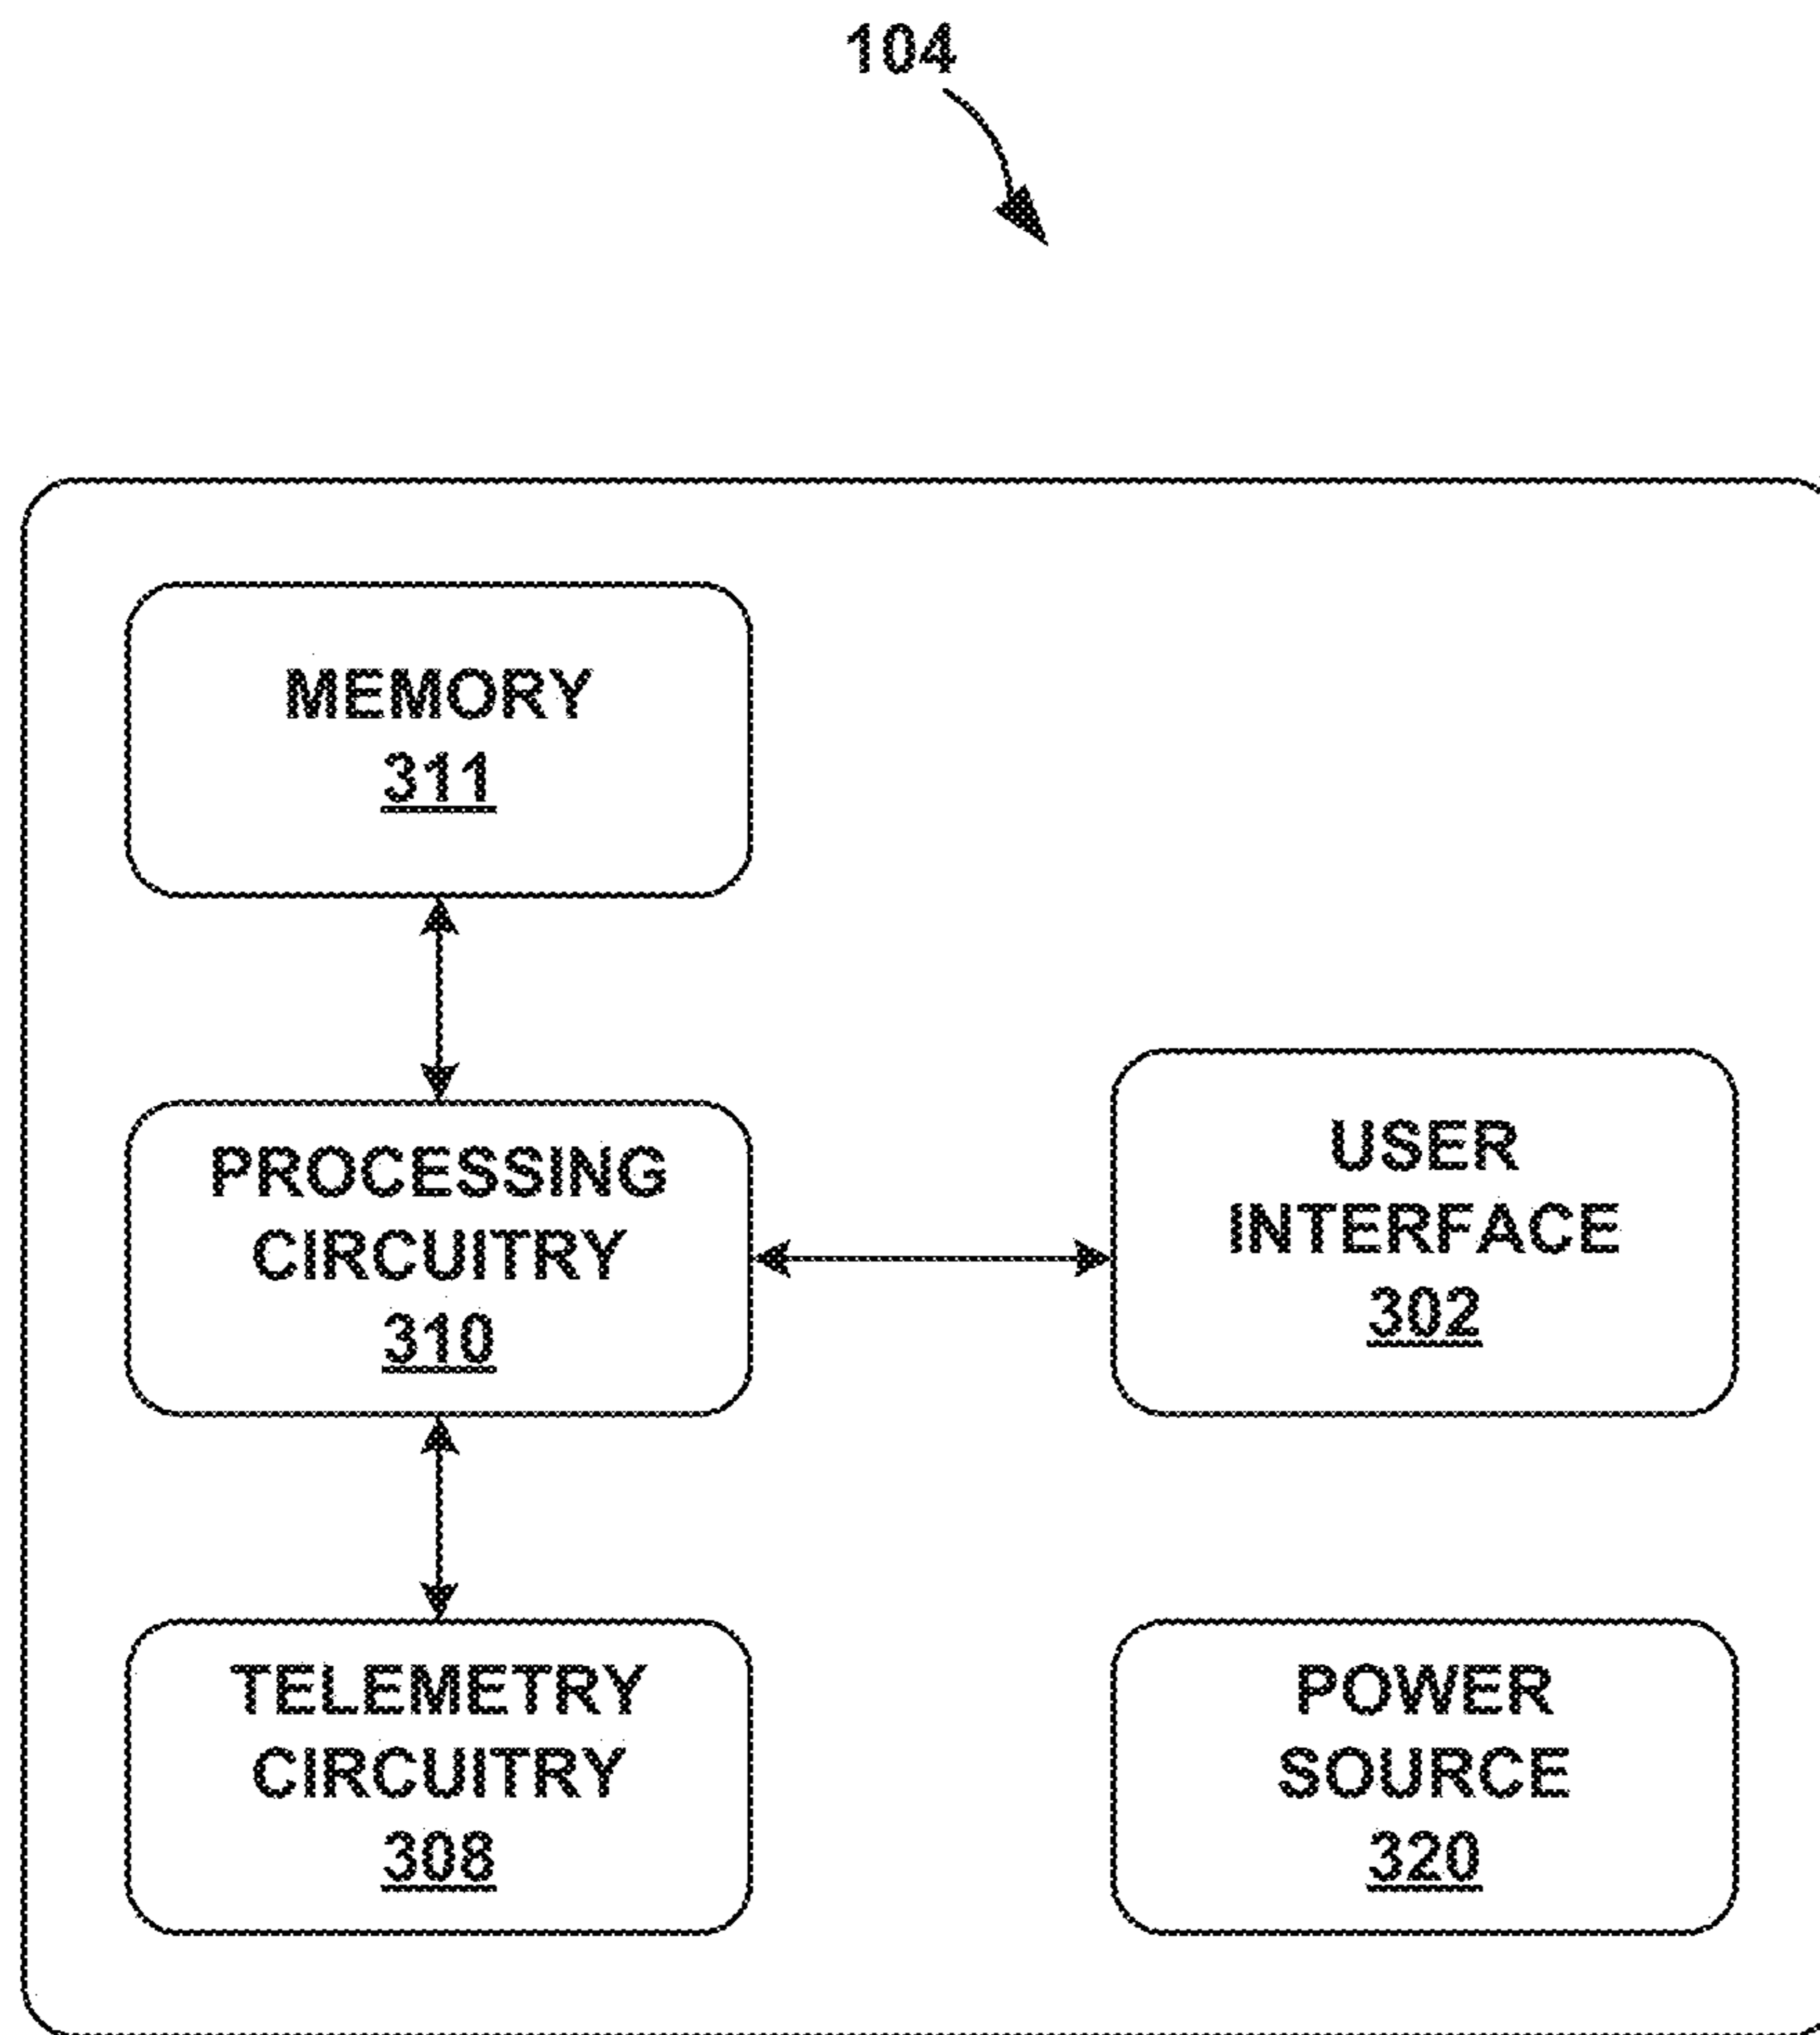 104
MEMORY
311
PROCESSING
CIRCUITRY
310
USER
INTERFACE
302
TELEMETRY
CIRCUITRY
308
POWER
SOURCE
320